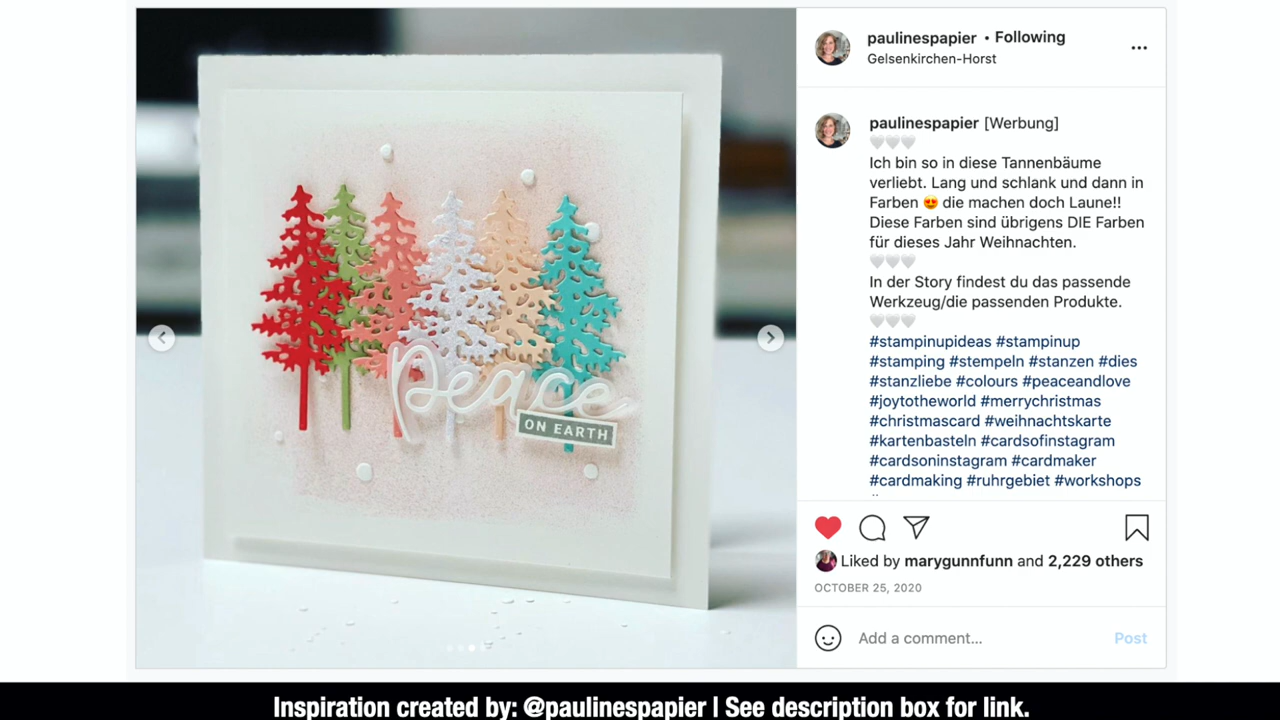 peace
ON EARTH
paulinespapier • Following
Gelsenkirchen-Horst
paulinespapier [Werbung]
Ich bin so in diese Tannenbäume
verliebt. Lang und schlank und dann in
Farben 😍 die machen doch Laune!!
Diese Farben sind übrigens DIE Farben
für dieses Jahr Weihnachten.
In der Story findest du das passende
Werkzeug/die passenden Produkte.
#stampinupideas #stampinup
#stamping #stempeln #stanzen #dies
#stanzliebe #colours #peaceandlove
#joytotheworld #merrychristmas
#christmascard #weihnachtskarte
#kartenbasteln #cardsofinstagram
#cardsoninstagram #cardmaker
#cardmaking #ruhrgebiet #workshops
Liked by marygunnfunn and 2,229 others
OCTOBER 25, 2020
Add a comment... Post
Inspiration created by: @paulinespapier | See description box for link.